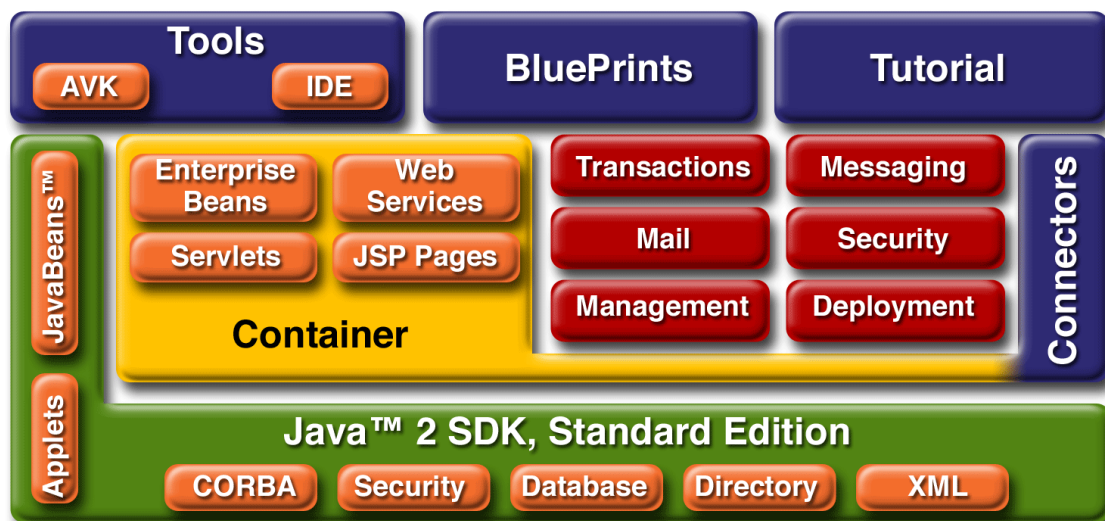 Tools
AVK
IDE
BluePrints
Tutorial
JavaBeans™
Applets
Enterprise
Beans
Web
Services
Servlets
JSP Pages
Container
Transactions
Messaging
Mail
Security
Management
Deployment
Connectors
Java™ 2 SDK, Standard Edition
CORBA
Security
Database
Directory
XML